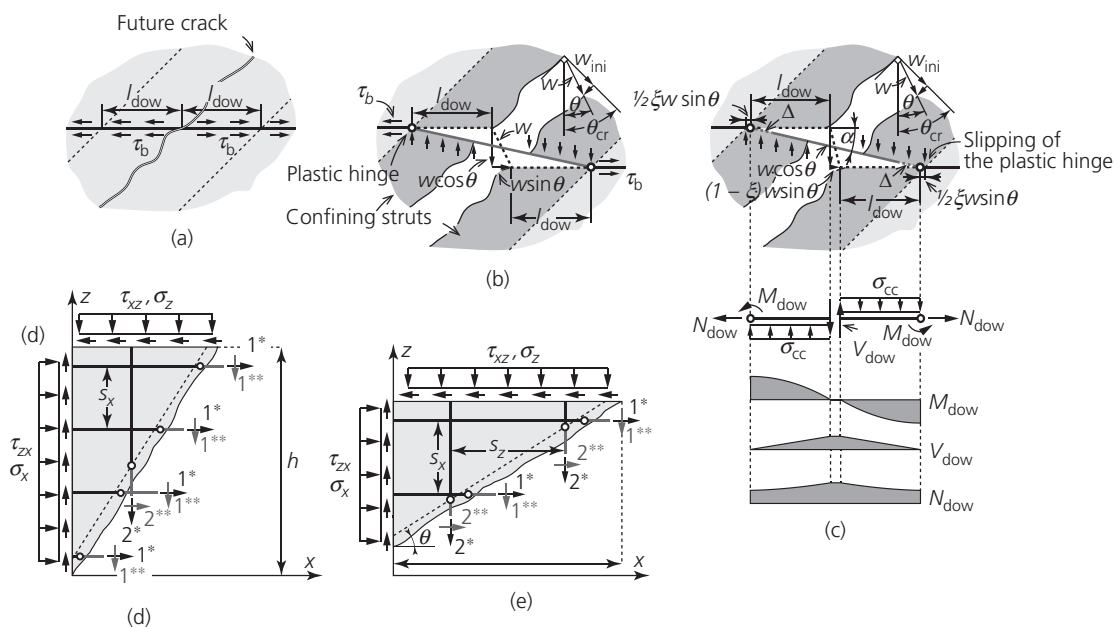 Future crack
l_dow
l_dow
τ_b
τ_b
(a)
w_ini
w
θ
θ_cr
τ_b
l_dow
w
Plastic hinge
wcosθ
wsinθ
τ_b
Confining struts
l_dow
(b)
w_ini
w
½ξw sinθ
l_dow
Δ
θ
θ_cr
α
Slipping of
the plastic hinge
wcosθ
(1 − ξ)wsinθ
Δ
l_dow
½ξwsinθ
σ_cc
M_dow
N_dow
N_dow
M_dow
σ_cc
V_dow
M_dow
V_dow
N_dow
(c)
(d)
z
τ_xz, σ_z
1*
1**
s_x
1*
1**
τ_zx
σ_x
h
1*
1**
2**
2*
1*
1**
x
(d)
z
τ_xz, σ_z
1*
1**
s_x
s_z
2**
2*
τ_zx
σ_x
1*
1**
2**
2*
θ
x
(e)